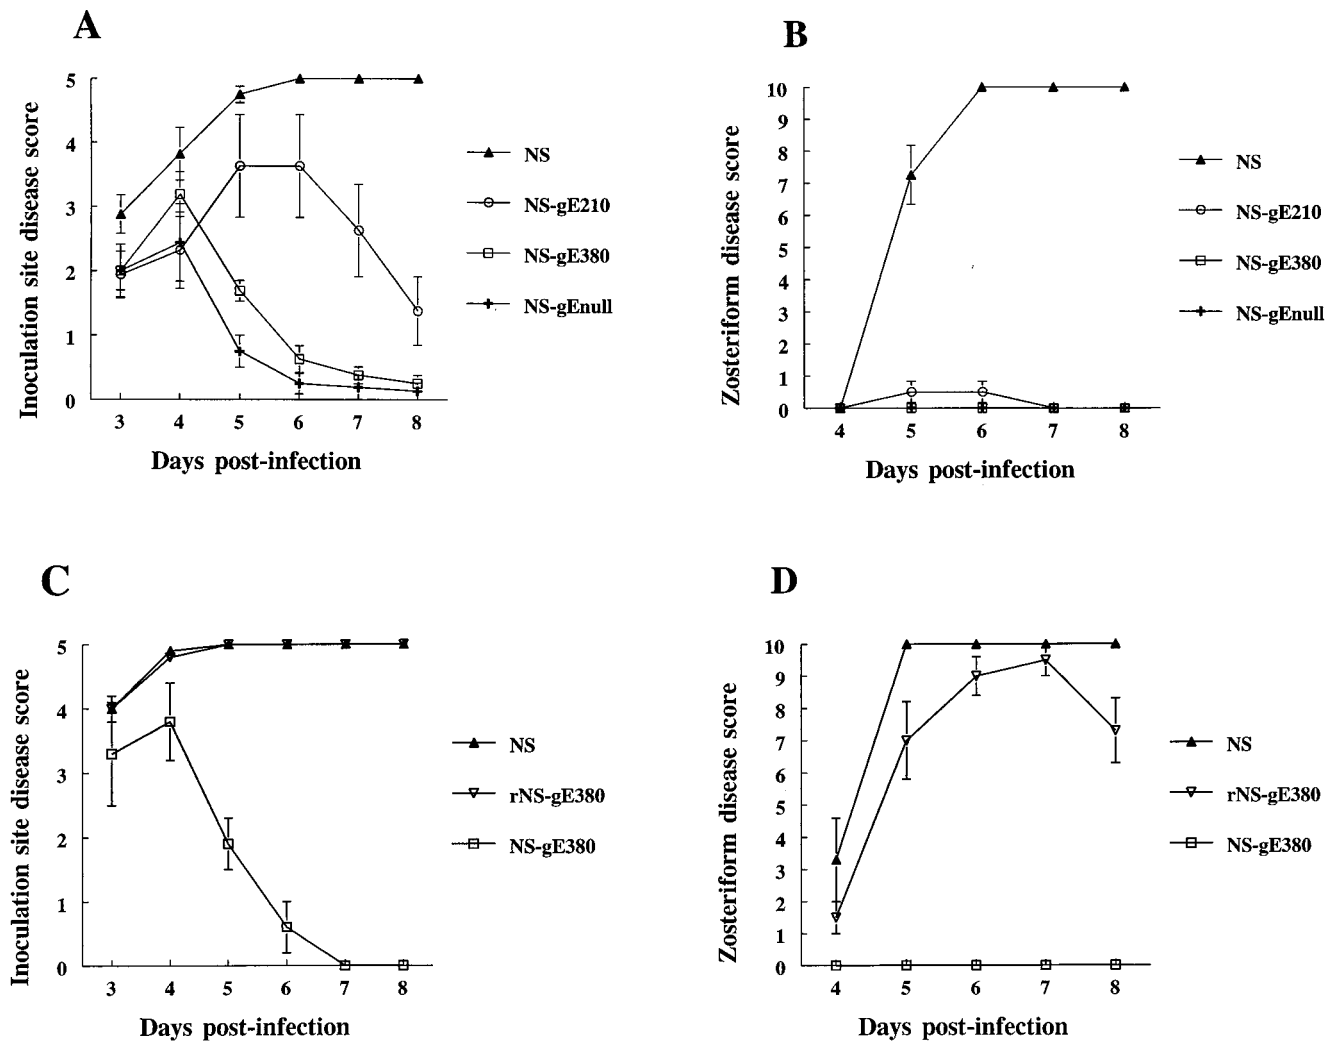 A
Inoculation site disease score
5
4
3
2
1
0
3 4 5 6 7 8
Days post-infection
NS
NS-gE210
NS-gE380
NS-gEnull
B
Zosteriform disease score
10
9
8
7
6
5
4
3
2
1
0
4 5 6 7 8
Days post-infection
NS
NS-gE210
NS-gE380
NS-gEnull
C
Inoculation site disease score
5
4
3
2
1
0
3 4 5 6 7 8
Days post-infection
NS
rNS-gE380
NS-gE380
D
Zosteriform disease score
10
9
8
7
6
5
4
3
2
1
0
4 5 6 7 8
Days post-infection
NS
rNS-gE380
NS-gE380